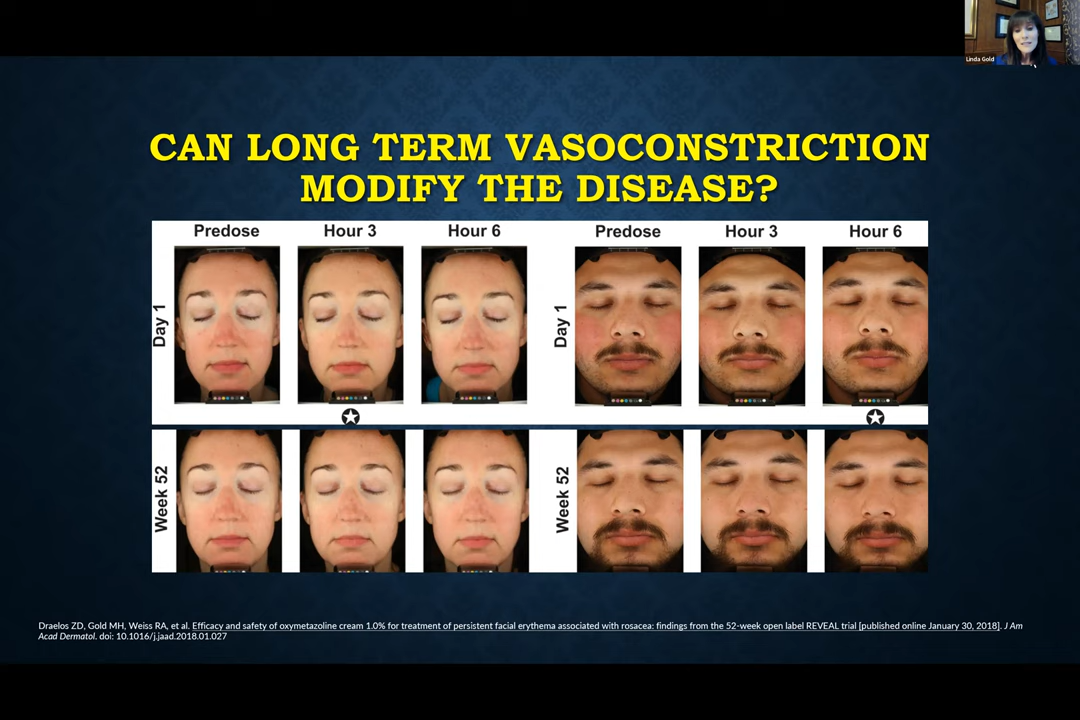 Linda Gold
CAN LONG TERM VASOCONSTRICTION
MODIFY THE DISEASE?
Predose Hour 3 Hour 6 Predose Hour 3 Hour 6
Day 1 Day 1
Week 52 Week 52
Draelos ZD, Gold MH, Weiss RA, et al. Efficacy and safety of oxymetazoline cream 1.0% for treatment of persistent facial erythema associated with rosacea: findings from the 52-week open label REVEAL trial [published online January 30, 2018]. J Am
Acad Dermatol. doi: 10.1016/j.jaad.2018.01.027